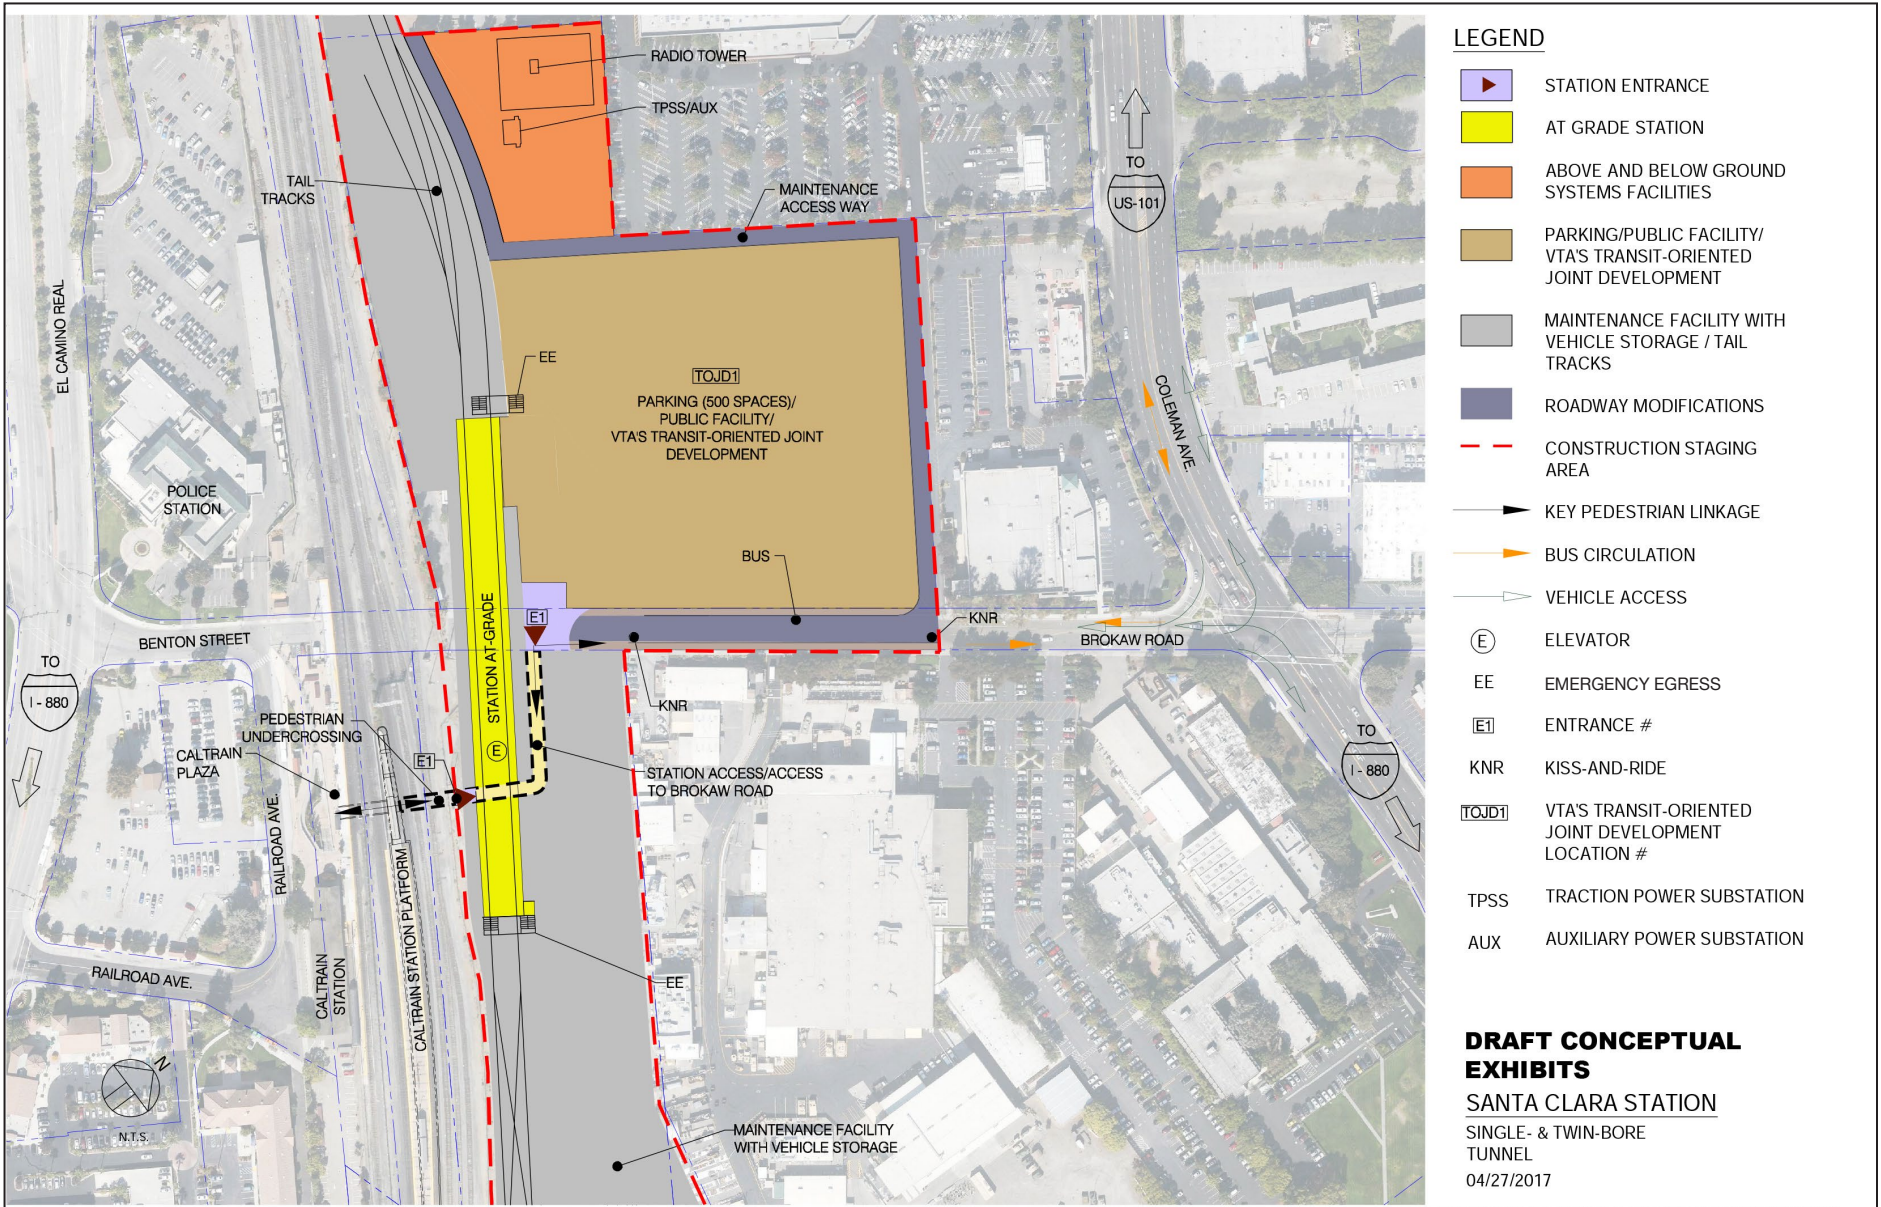 RADIO TOWER
TPSS/AUX
TAIL
TRACKS
MAINTENANCE
ACCESS WAY
TO
US-101
EL CAMINO REAL
EE
TOJD1
PARKING (500 SPACES)/
PUBLIC FACILITY/
VTA'S TRANSIT-ORIENTED JOINT
DEVELOPMENT
COLEMAN AVE.
POLICE
STATION
BUS
STATION AT-GRADE
E1
KNR
BENTON STREET
BROKAW ROAD
TO
I - 880
KNR
PEDESTRIAN
UNDERCROSSING
E
CALTRAIN
PLAZA
E1
STATION ACCESS/ACCESS
TO BROKAW ROAD
TO
I - 880
RAILROAD AVE.
CALTRAIN STATION PLATFORM
RAILROAD AVE.
CALTRAIN
STATION
EE
N
N.T.S.
MAINTENANCE FACILITY
WITH VEHICLE STORAGE
LEGEND
STATION ENTRANCE
AT GRADE STATION
ABOVE AND BELOW GROUND
SYSTEMS FACILITIES
PARKING/PUBLIC FACILITY/
VTA'S TRANSIT-ORIENTED
JOINT DEVELOPMENT
MAINTENANCE FACILITY WITH
VEHICLE STORAGE / TAIL
TRACKS
ROADWAY MODIFICATIONS
CONSTRUCTION STAGING
AREA
KEY PEDESTRIAN LINKAGE
BUS CIRCULATION
VEHICLE ACCESS
E ELEVATOR
EE EMERGENCY EGRESS
E1 ENTRANCE #
KNR KISS-AND-RIDE
TOJD1 VTA'S TRANSIT-ORIENTED
JOINT DEVELOPMENT
LOCATION #
TPSS TRACTION POWER SUBSTATION
AUX AUXILIARY POWER SUBSTATION
DRAFT CONCEPTUAL
EXHIBITS
SANTA CLARA STATION
SINGLE- & TWIN-BORE
TUNNEL
04/27/2017